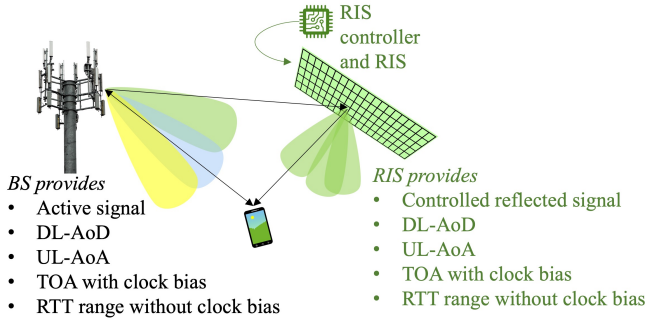 RIS
controller
and RIS
BS provides
• Active signal
• DL-AoD
• UL-AoA
• TOA with clock bias
• RTT range without clock bias
RIS provides
• Controlled reflected signal
• DL-AoD
• UL-AoA
• TOA with clock bias
• RTT range without clock bias